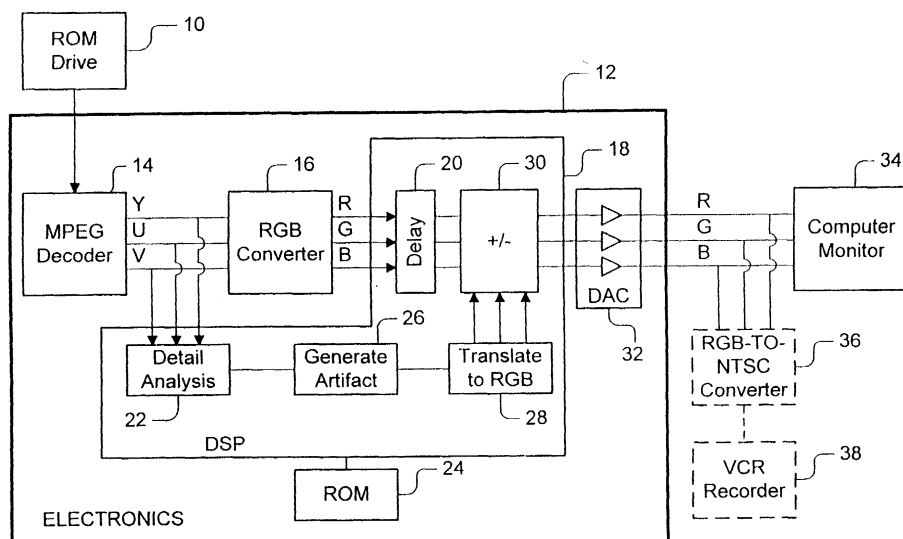 ROM
Drive
10
12
14
MPEG
Decoder
Y
U
V
16
RGB
Converter
R
G
B
20
Delay
30
+/-
18
DAC
32
R
G
B
34
Computer
Monitor
Detail
Analysis
22
26
Generate
Artifact
Translate
to RGB
28
DSP
24
ROM
ELECTRONICS
RGB-TO-
NTSC
Converter
36
VCR
Recorder
38